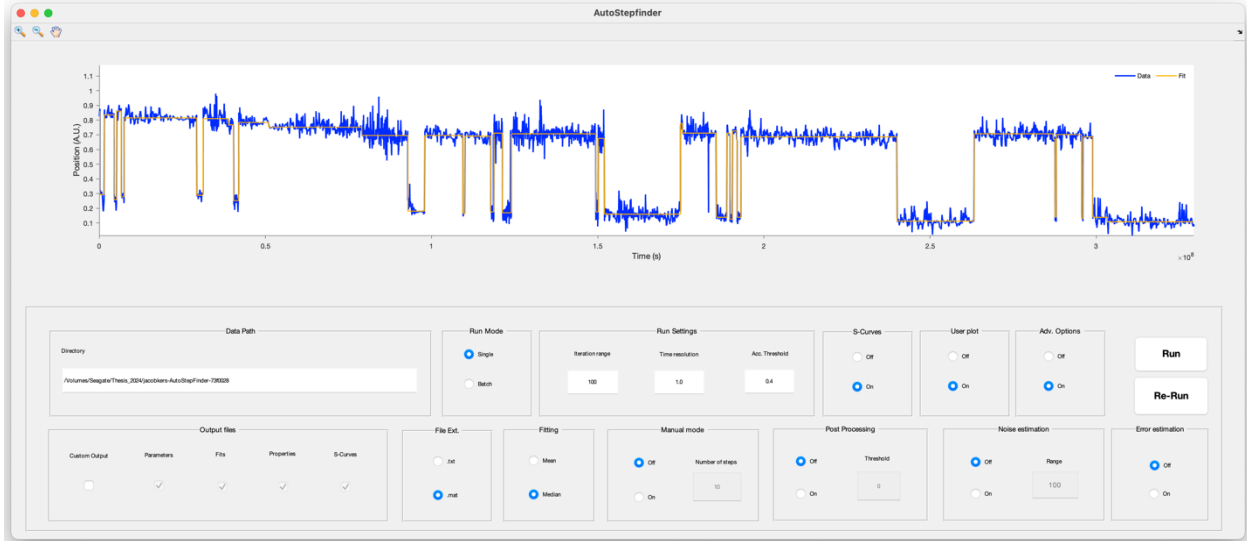 AutoStepfinder
Data Fit
Position (A.U.)
1.1
1
0.9
0.8
0.7
0.6
0.5
0.4
0.3
0.2
0.1
0 0.5 1 1.5 2 2.5 3
Time (s)
×10⁸
Data Path
Directory
/Volumes/Seagate/Thesis_2024/jacobkers-AutoStepFinder-73f0028
Run Mode
Single
Batch
Run Settings
Iteration range Time resolution Acc. Threshold
100 1.0 0.4
S-Curves
Off
On
User plot
Off
On
Adv. Options
Off
On
Run
Re-Run
Output files
Custom Output Parameters Fits Properties S-Curves
File Ext.
.txt
.mat
Fitting
Mean
Median
Manual mode
Off Number of steps
On 10
Post Processing
Off Threshold
On 0
Noise estimation
Off Range
On 100
Error estimation
Off
On